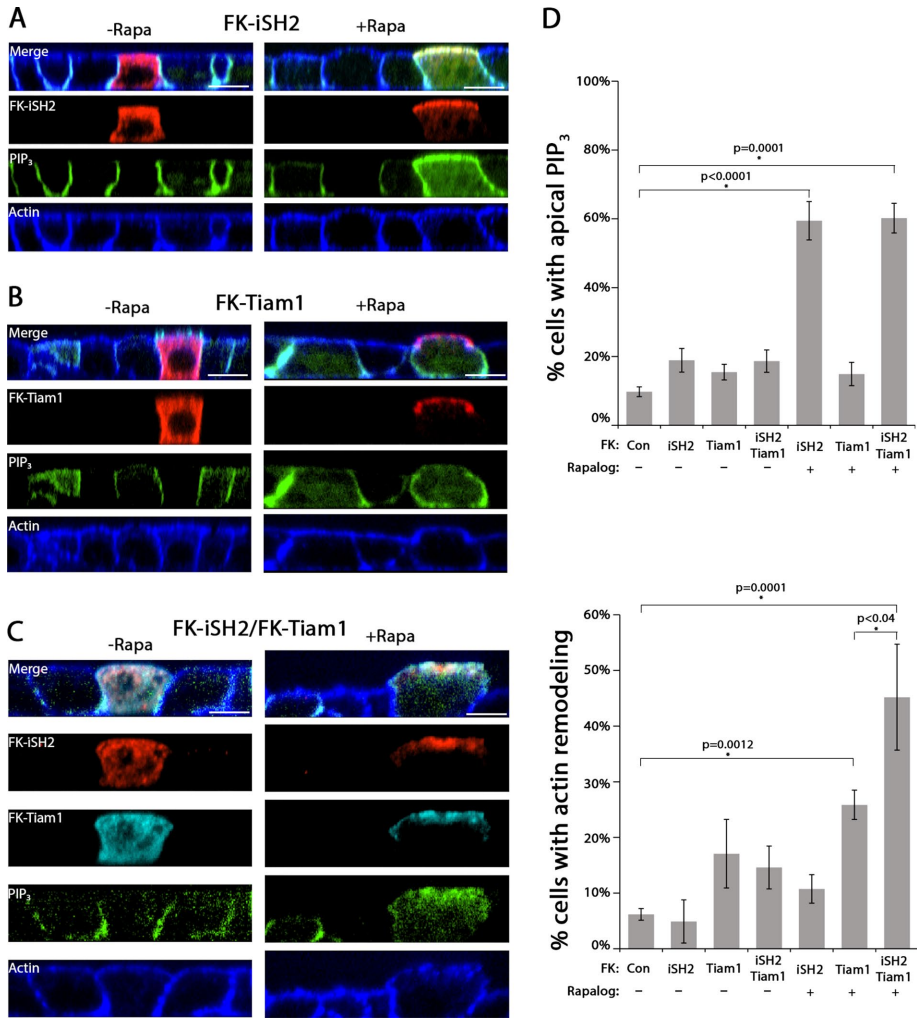 A
FK-iSH2
-Rapa
+Rapa
Merge
FK-iSH2
PIP3
Actin
B
FK-Tiam1
-Rapa
+Rapa
Merge
FK-Tiam1
PIP3
Actin
C
FK-iSH2/FK-Tiam1
-Rapa
+Rapa
Merge
FK-iSH2
FK-Tiam1
PIP3
Actin
D
% cells with apical PIP3
100%
80%
60%
40%
20%
0%
p=0.0001
*
p<0.0001
*
FK: Con iSH2 Tiam1 iSH2 Tiam1 iSH2 Tiam1 iSH2 Tiam1
Rapalog: – – – – + + +
% cells with actin remodeling
60%
50%
40%
30%
20%
10%
0%
p=0.0001
*
p<0.04
*
p=0.0012
*
FK: Con iSH2 Tiam1 iSH2 Tiam1 iSH2 Tiam1 iSH2 Tiam1
Rapalog: – – – – + + +